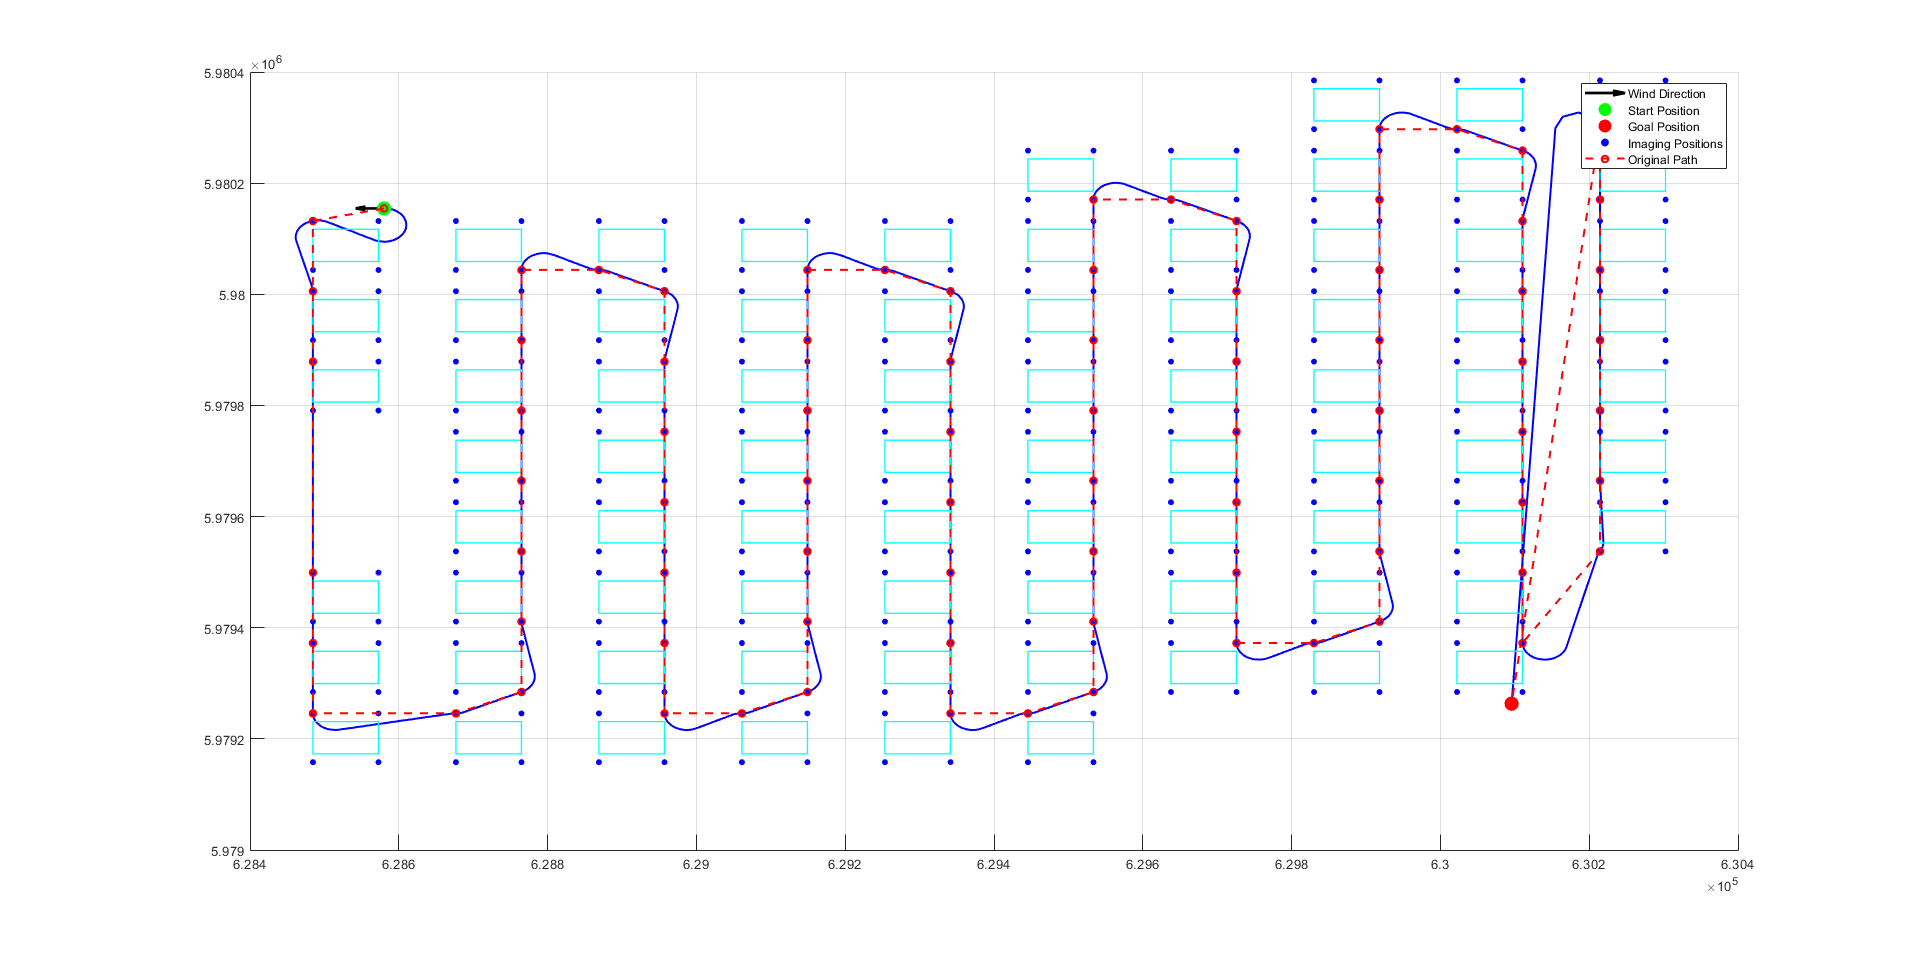 ×10^6
5.9804
5.9802
5.98
5.9798
5.9796
5.9794
5.9792
5.979
Wind Direction
Start Position
Goal Position
Imaging Positions
Original Path
6.284 6.286 6.288 6.29 6.292 6.294 6.296 6.298 6.3 6.302 6.304
×10^5